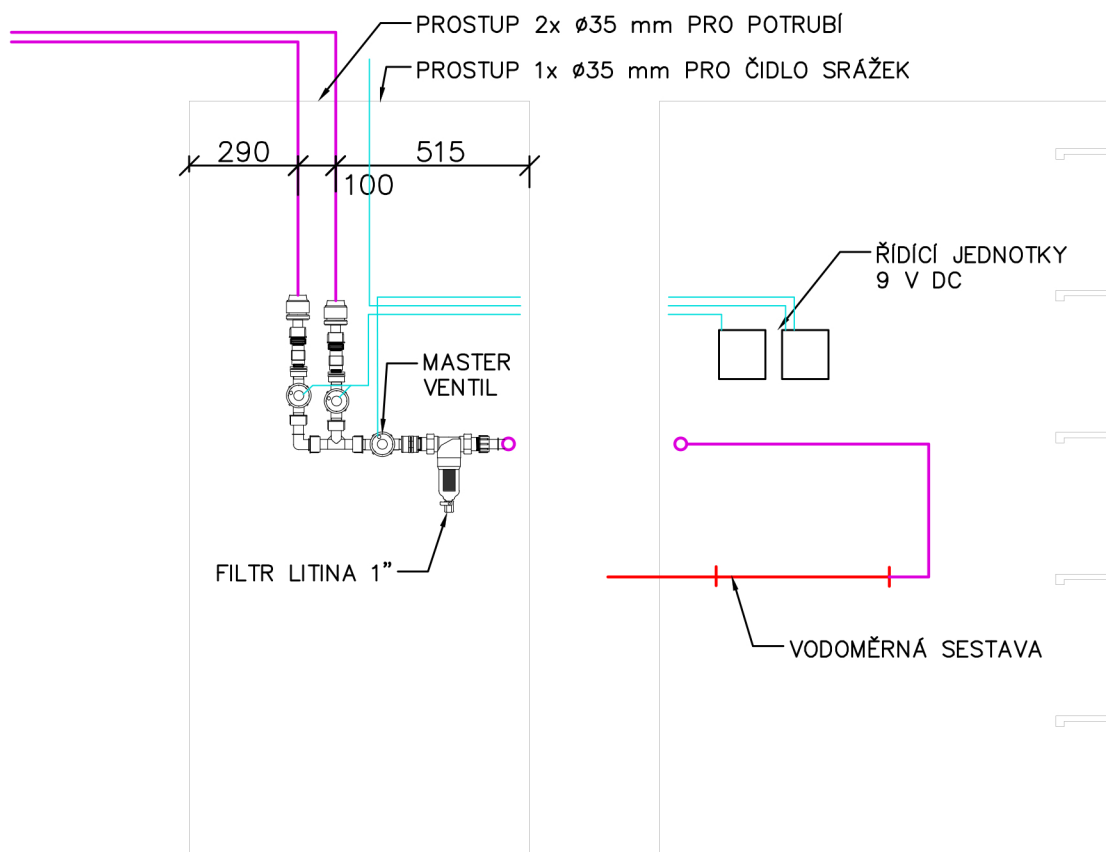 PROSTUP 2x ø35 mm PRO POTRUBÍ
PROSTUP 1x ø35 mm PRO ČIDLO SRÁŽEK
290
515
100
ŘÍDÍCÍ JEDNOTKY
9 V DC
MASTER
VENTIL
FILTR LITINA 1”
VODOMĚRNÁ SESTAVA